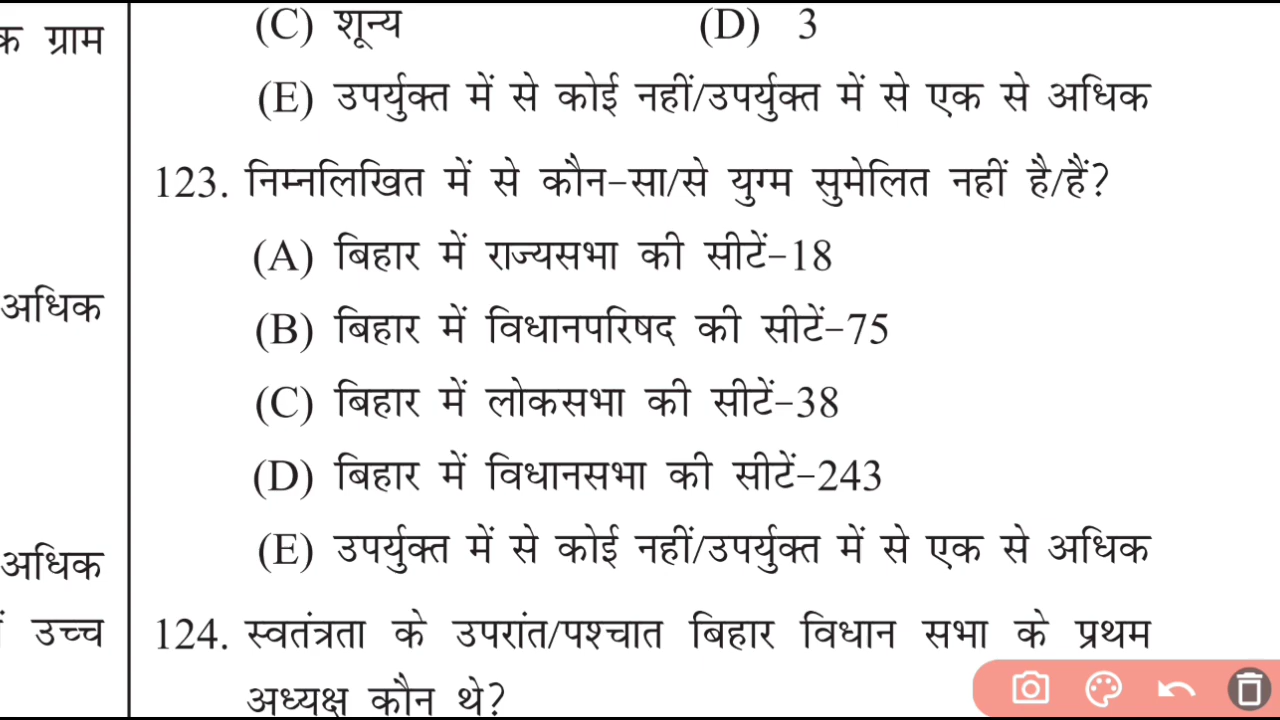 क ग्राम
(C) शून्य (D) 3
(E) उपर्युक्त में से कोई नहीं/उपर्युक्त में से एक से अधिक
123. निम्नलिखित में से कौन-सा/से युग्म सुमेलित नहीं है/हैं?
(A) बिहार में राज्यसभा की सीटें-18
अधिक
(B) बिहार में विधानपरिषद की सीटें-75
(C) बिहार में लोकसभा की सीटें-38
(D) बिहार में विधानसभा की सीटें-243
(E) उपर्युक्त में से कोई नहीं/उपर्युक्त में से एक से अधिक
अधिक
उच्च
124. स्वतंत्रता के उपरांत/पश्चात बिहार विधान सभा के प्रथम
अध्यक्ष कौन थे?